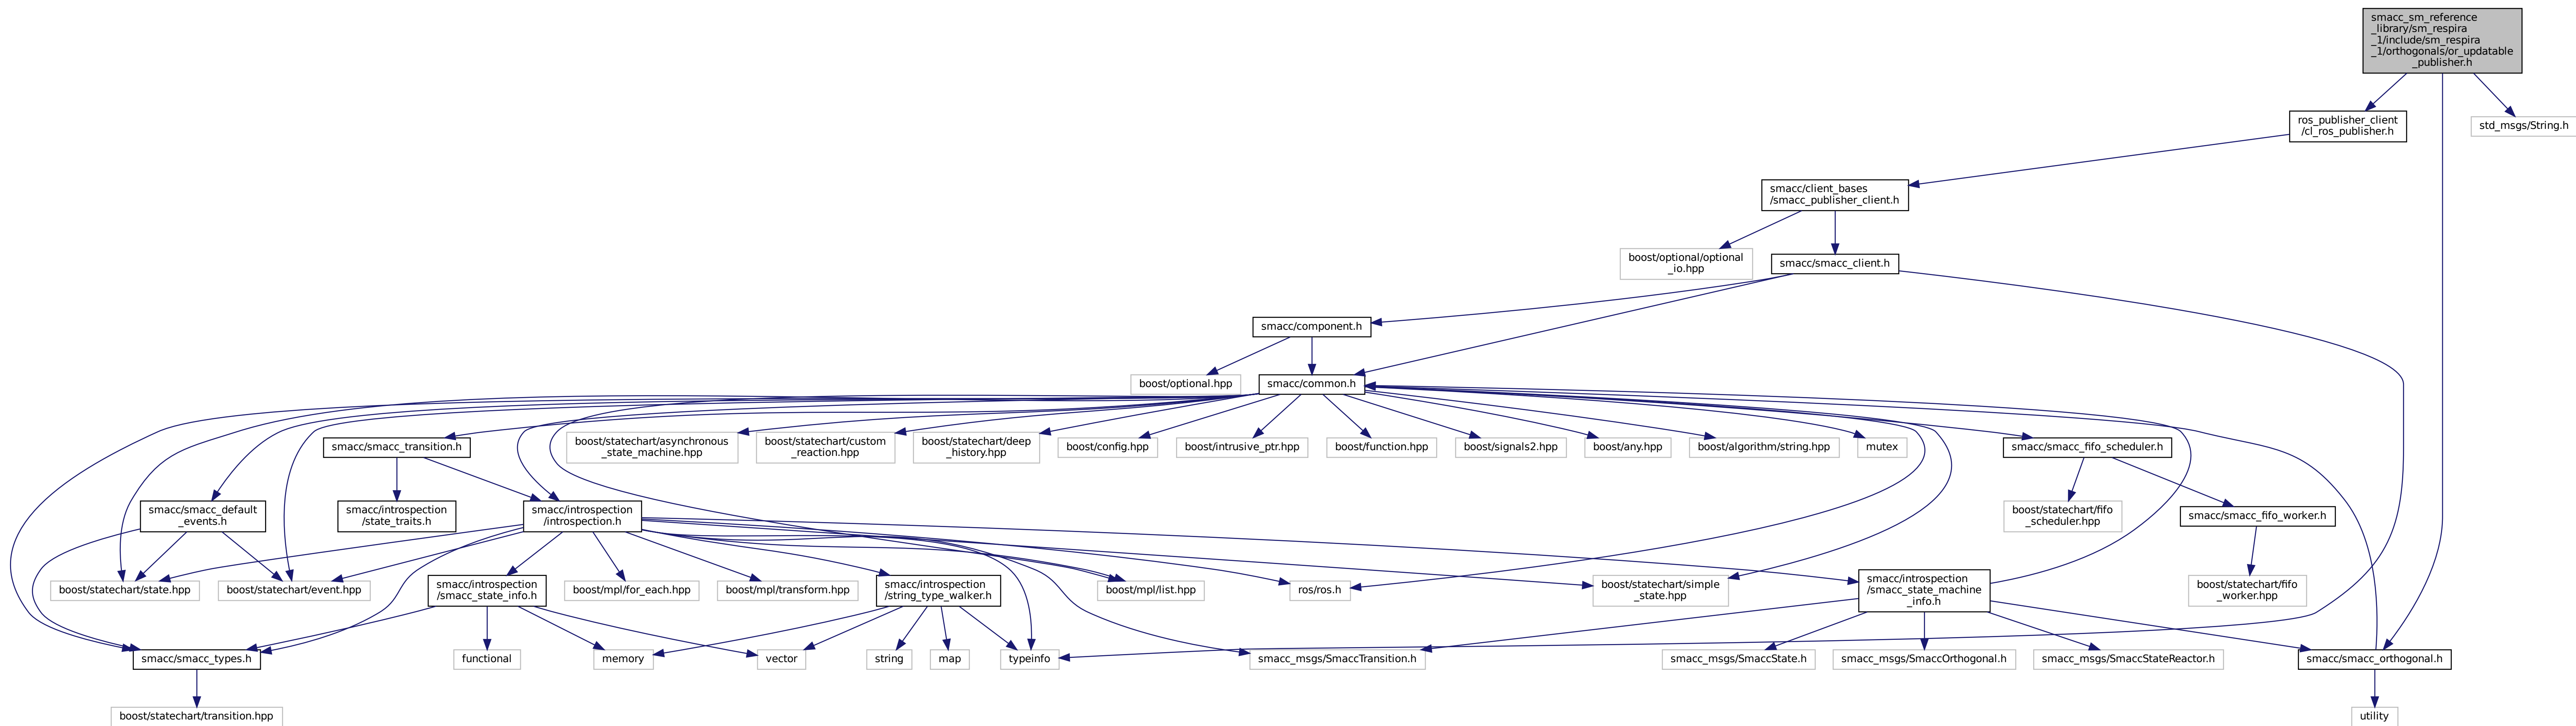 smacc_sm_reference
_library/sm_respira
_1/include/sm_respira
_1/orthogonals/or_updatable
_publisher.h
ros_publisher_client
/cl_ros_publisher.h
std_msgs/String.h
smacc/client_bases
/smacc_publisher_client.h
boost/optional/optional
_io.hpp
smacc/smacc_client.h
smacc/component.h
boost/optional.hpp
smacc/common.h
smacc/smacc_transition.h
boost/statechart/asynchronous
_state_machine.hpp
boost/statechart/custom
_reaction.hpp
boost/statechart/deep
_history.hpp
boost/config.hpp
boost/intrusive_ptr.hpp
boost/function.hpp
boost/signals2.hpp
boost/any.hpp
boost/algorithm/string.hpp
mutex
smacc/smacc_fifo_scheduler.h
smacc/smacc_default
_events.h
smacc/introspection
/state_traits.h
smacc/introspection
/introspection.h
boost/statechart/fifo
_scheduler.hpp
smacc/smacc_fifo_worker.h
boost/statechart/state.hpp
boost/statechart/event.hpp
smacc/introspection
/smacc_state_info.h
boost/mpl/for_each.hpp
boost/mpl/transform.hpp
smacc/introspection
/string_type_walker.h
boost/mpl/list.hpp
ros/ros.h
boost/statechart/simple
_state.hpp
smacc/introspection
/smacc_state_machine
_info.h
boost/statechart/fifo
_worker.hpp
smacc/smacc_types.h
functional
memory
vector
string
map
typeinfo
smacc_msgs/SmaccTransition.h
smacc_msgs/SmaccState.h
smacc_msgs/SmaccOrthogonal.h
smacc_msgs/SmaccStateReactor.h
smacc/smacc_orthogonal.h
boost/statechart/transition.hpp
utility